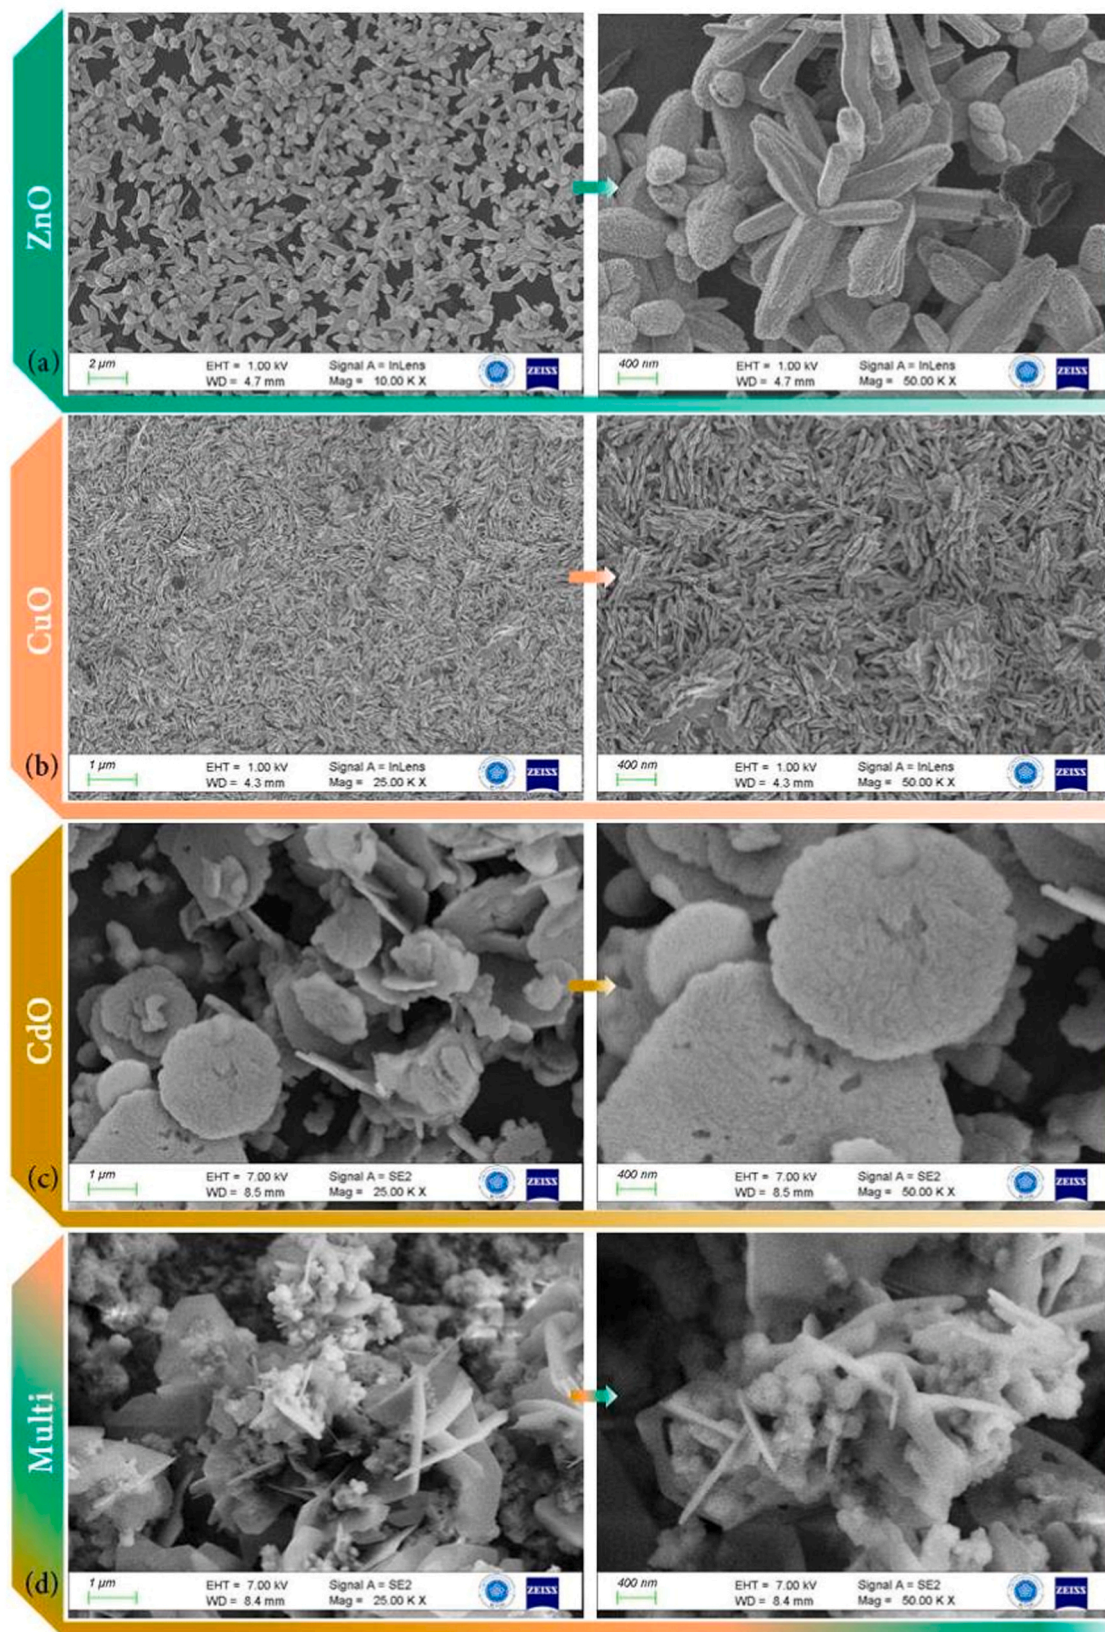 ZnO
(a)
2 µm
EHT = 1.00 kV
Signal A = InLens
WD = 4.7 mm
Mag = 10.00 K X
ZEISS
400 nm
EHT = 1.00 kV
Signal A = InLens
WD = 4.7 mm
Mag = 50.00 K X
ZEISS
CuO
(b)
1 µm
EHT = 1.00 kV
Signal A = InLens
WD = 4.3 mm
Mag = 25.00 K X
ZEISS
400 nm
EHT = 1.00 kV
Signal A = InLens
WD = 4.3 mm
Mag = 50.00 K X
ZEISS
CdO
(c)
1 µm
EHT = 7.00 kV
Signal A = SE2
WD = 8.5 mm
Mag = 25.00 K X
ZEISS
400 nm
EHT = 7.00 kV
Signal A = SE2
WD = 8.5 mm
Mag = 50.00 K X
ZEISS
Multi
(d)
1 µm
EHT = 7.00 kV
Signal A = SE2
WD = 8.4 mm
Mag = 25.00 K X
ZEISS
400 nm
EHT = 7.00 kV
Signal A = SE2
WD = 8.4 mm
Mag = 50.00 K X
ZEISS